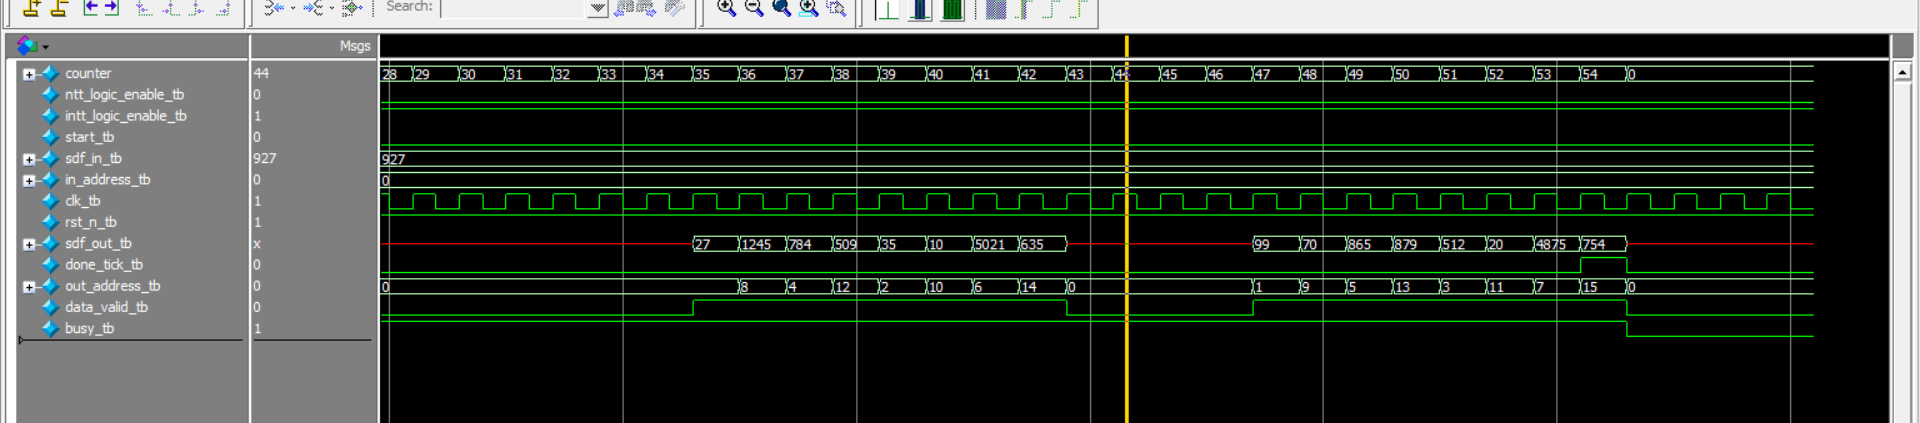 Search:
Msgs
counter 44 28 29 30 31 32 33 34 35 36 37 38 39 40 41 42 43 44 45 46 47 48 49 50 51 52 53 54 0
ntt_logic_enable_tb 0
intt_logic_enable_tb 1
start_tb 0
sdf_in_tb 927 927
in_address_tb 0 0
clk_tb 1
rst_n_tb 1
sdf_out_tb x 27 1245 784 509 35 10 5021 635 99 70 865 879 512 20 4875 754
done_tick_tb 0
out_address_tb 0 0 8 4 12 2 10 6 14 0 1 9 5 13 3 11 7 15 0
data_valid_tb 0
busy_tb 1